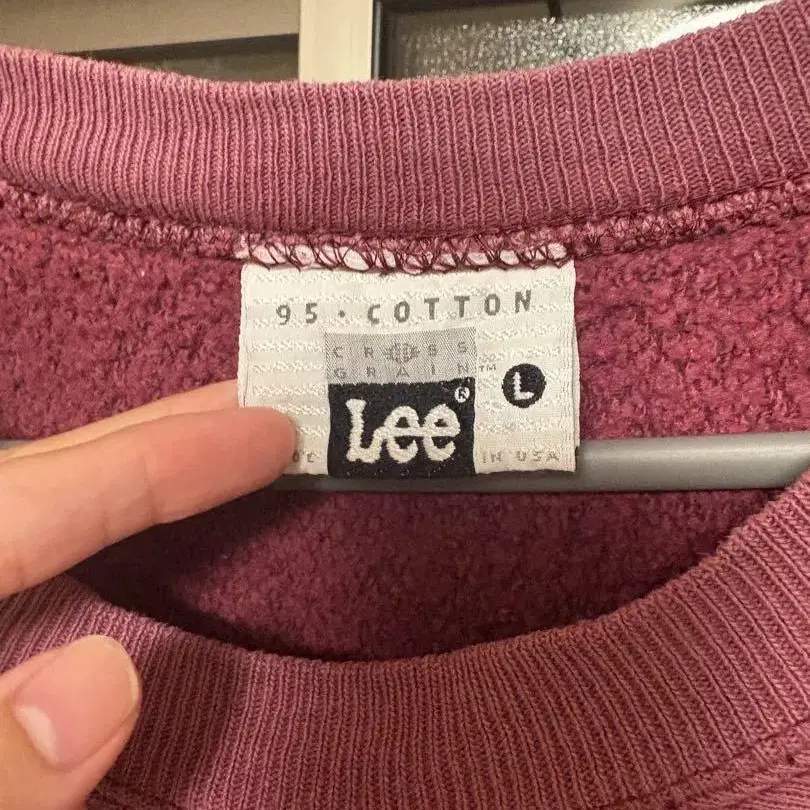 95 · COTTON
CROSS
GRAIN™
Lee®
L
IN USA